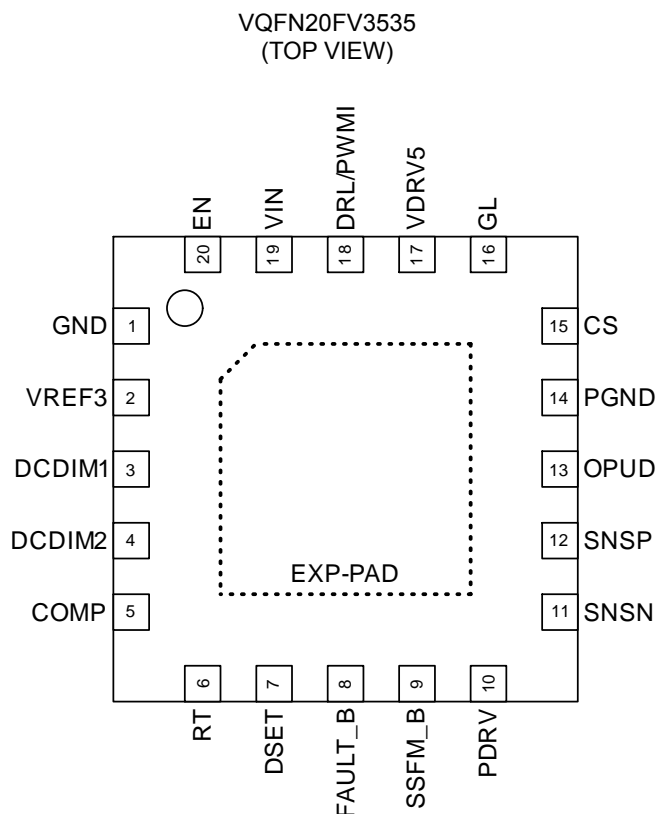 VQFN20FV3535
(TOP VIEW)
EN
VIN
DRL/PWMI
VDRV5
GL
20
19
18
17
16
GND 1
15 CS
VREF3 2
14 PGND
DCDIM1 3
13 OPUD
DCDIM2 4
12 SNSP
COMP 5
11 SNSN
EXP-PAD
6
7
8
9
10
RT
DSET
FAULT_B
SSFM_B
PDRV